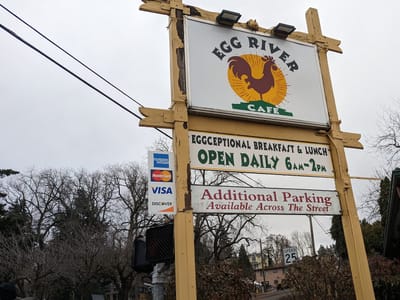 EGG RIVER
CAFE
EGGCEPTIONAL BREAKFAST & LUNCH
OPEN DAILY 6AM-2PM
MasterCard
VISA
DISCOVER
Additional Parking
Available Across The Street
25